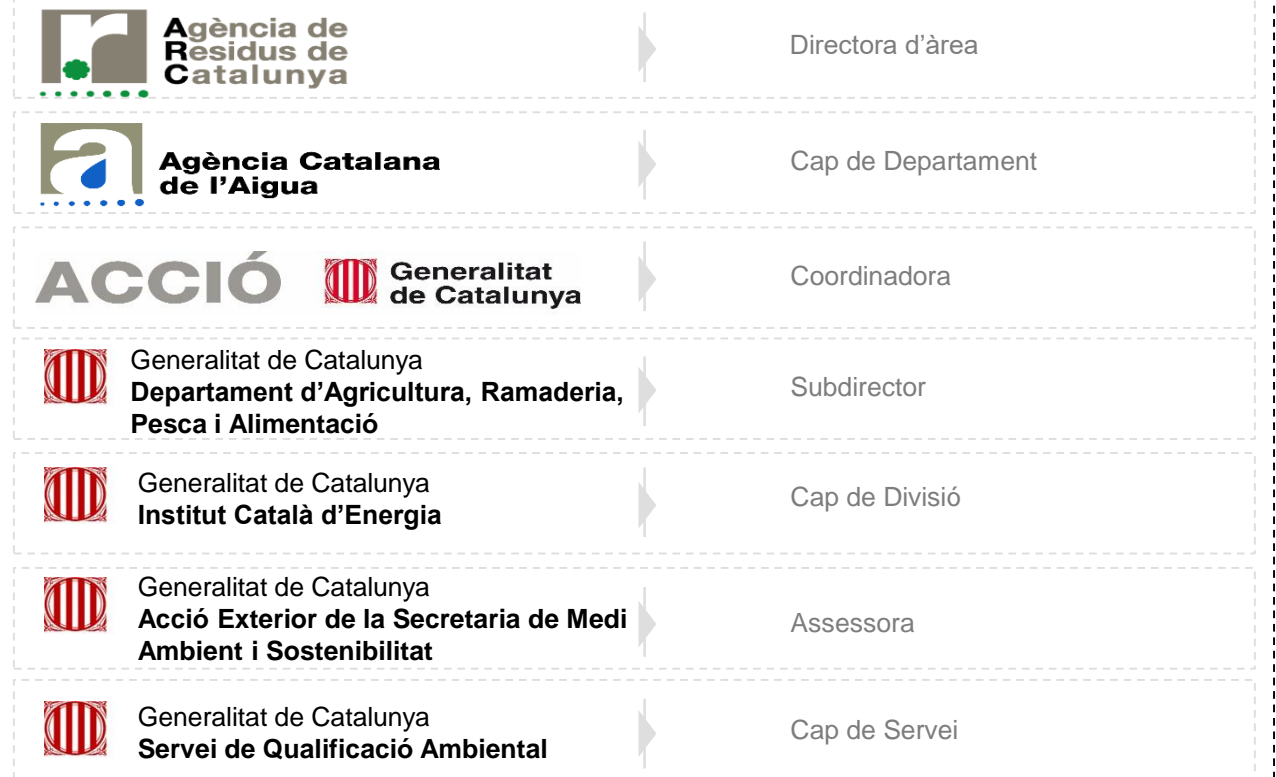 Agència de
Residus de
Catalunya
Directora d’àrea
Agència Catalana
de l’Aigua
Cap de Departament
ACCIÓ
Generalitat
de Catalunya
Coordinadora
Generalitat de Catalunya
Departament d’Agricultura, Ramaderia,
Pesca i Alimentació
Subdirector
Generalitat de Catalunya
Institut Català d’Energia
Cap de Divisió
Generalitat de Catalunya
Acció Exterior de la Secretaria de Medi
Ambient i Sostenibilitat
Assessora
Generalitat de Catalunya
Servei de Qualificació Ambiental
Cap de Servei